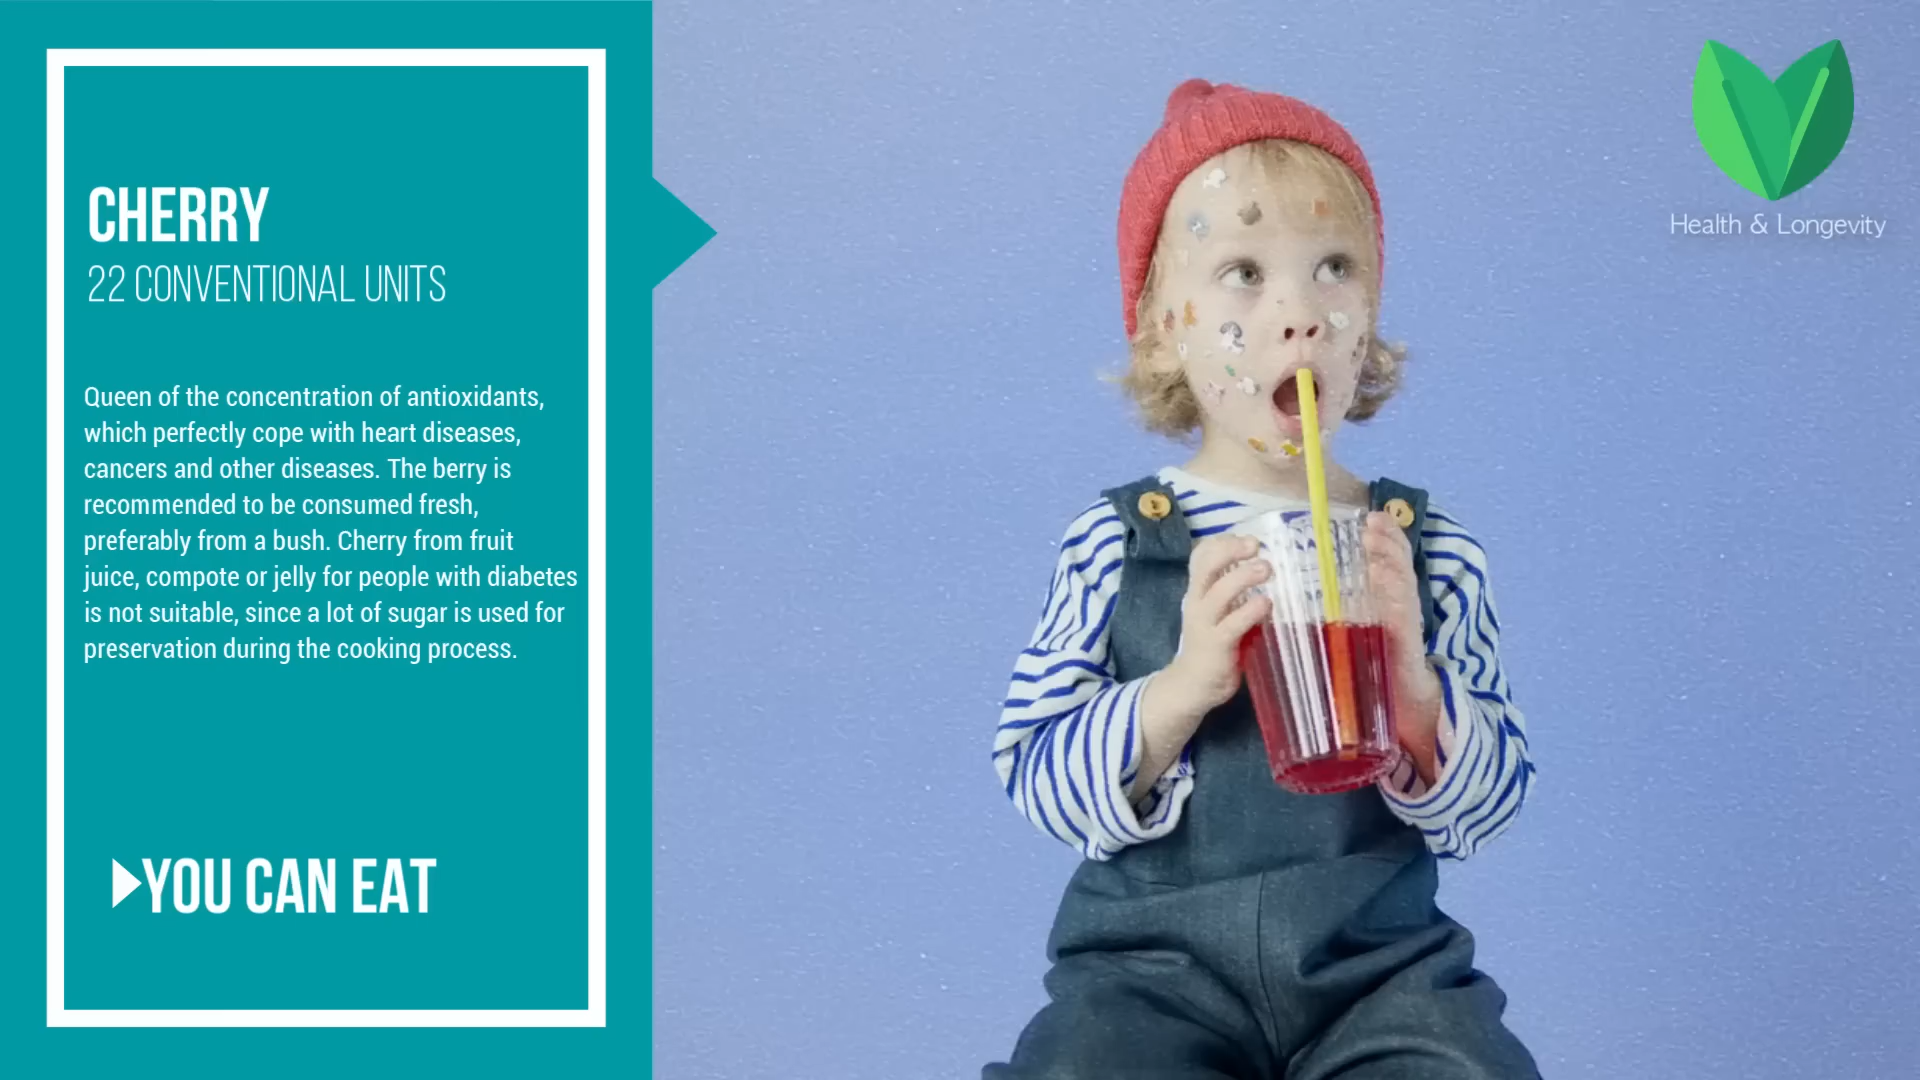 CHERRY
22 CONVENTIONAL UNITS
Queen of the concentration of antioxidants,
which perfectly cope with heart diseases,
cancers and other diseases. The berry is
recommended to be consumed fresh,
preferably from a bush. Cherry from fruit
juice, compote or jelly for people with diabetes
is not suitable, since a lot of sugar is used for
preservation during the cooking process.
YOU CAN EAT
Health & Longevity